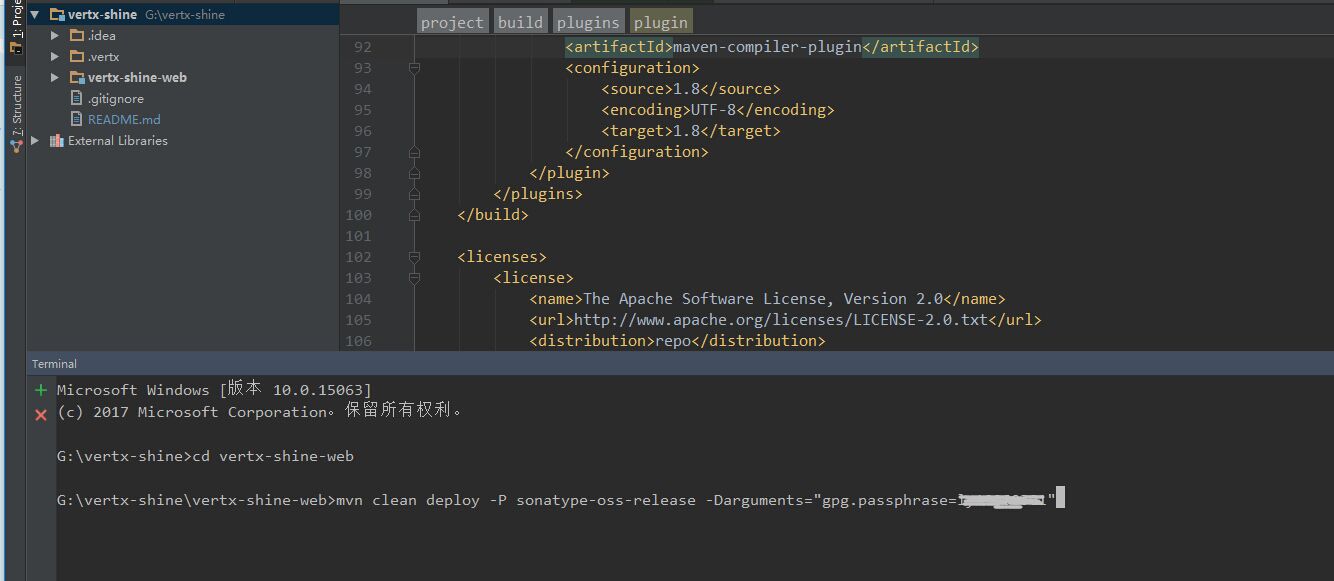 1: Proje
7: Structure
vertx-shine G:\vertx-shine
.idea
.vertx
vertx-shine-web
.gitignore
README.md
External Libraries
project build plugins plugin
92 <artifactId>maven-compiler-plugin</artifactId>
93 <configuration>
94 <source>1.8</source>
95 <encoding>UTF-8</encoding>
96 <target>1.8</target>
97 </configuration>
98 </plugin>
99 </plugins>
100 </build>
101
102 <licenses>
103 <license>
104 <name>The Apache Software License, Version 2.0</name>
105 <url>http://www.apache.org/licenses/LICENSE-2.0.txt</url>
106 <distribution>repo</distribution>
Terminal
Microsoft Windows [版本 10.0.15063]
(c) 2017 Microsoft Corporation。保留所有权利。
G:\vertx-shine>cd vertx-shine-web
G:\vertx-shine\vertx-shine-web>mvn clean deploy -P sonatype-oss-release -Darguments="gpg.passphrase="